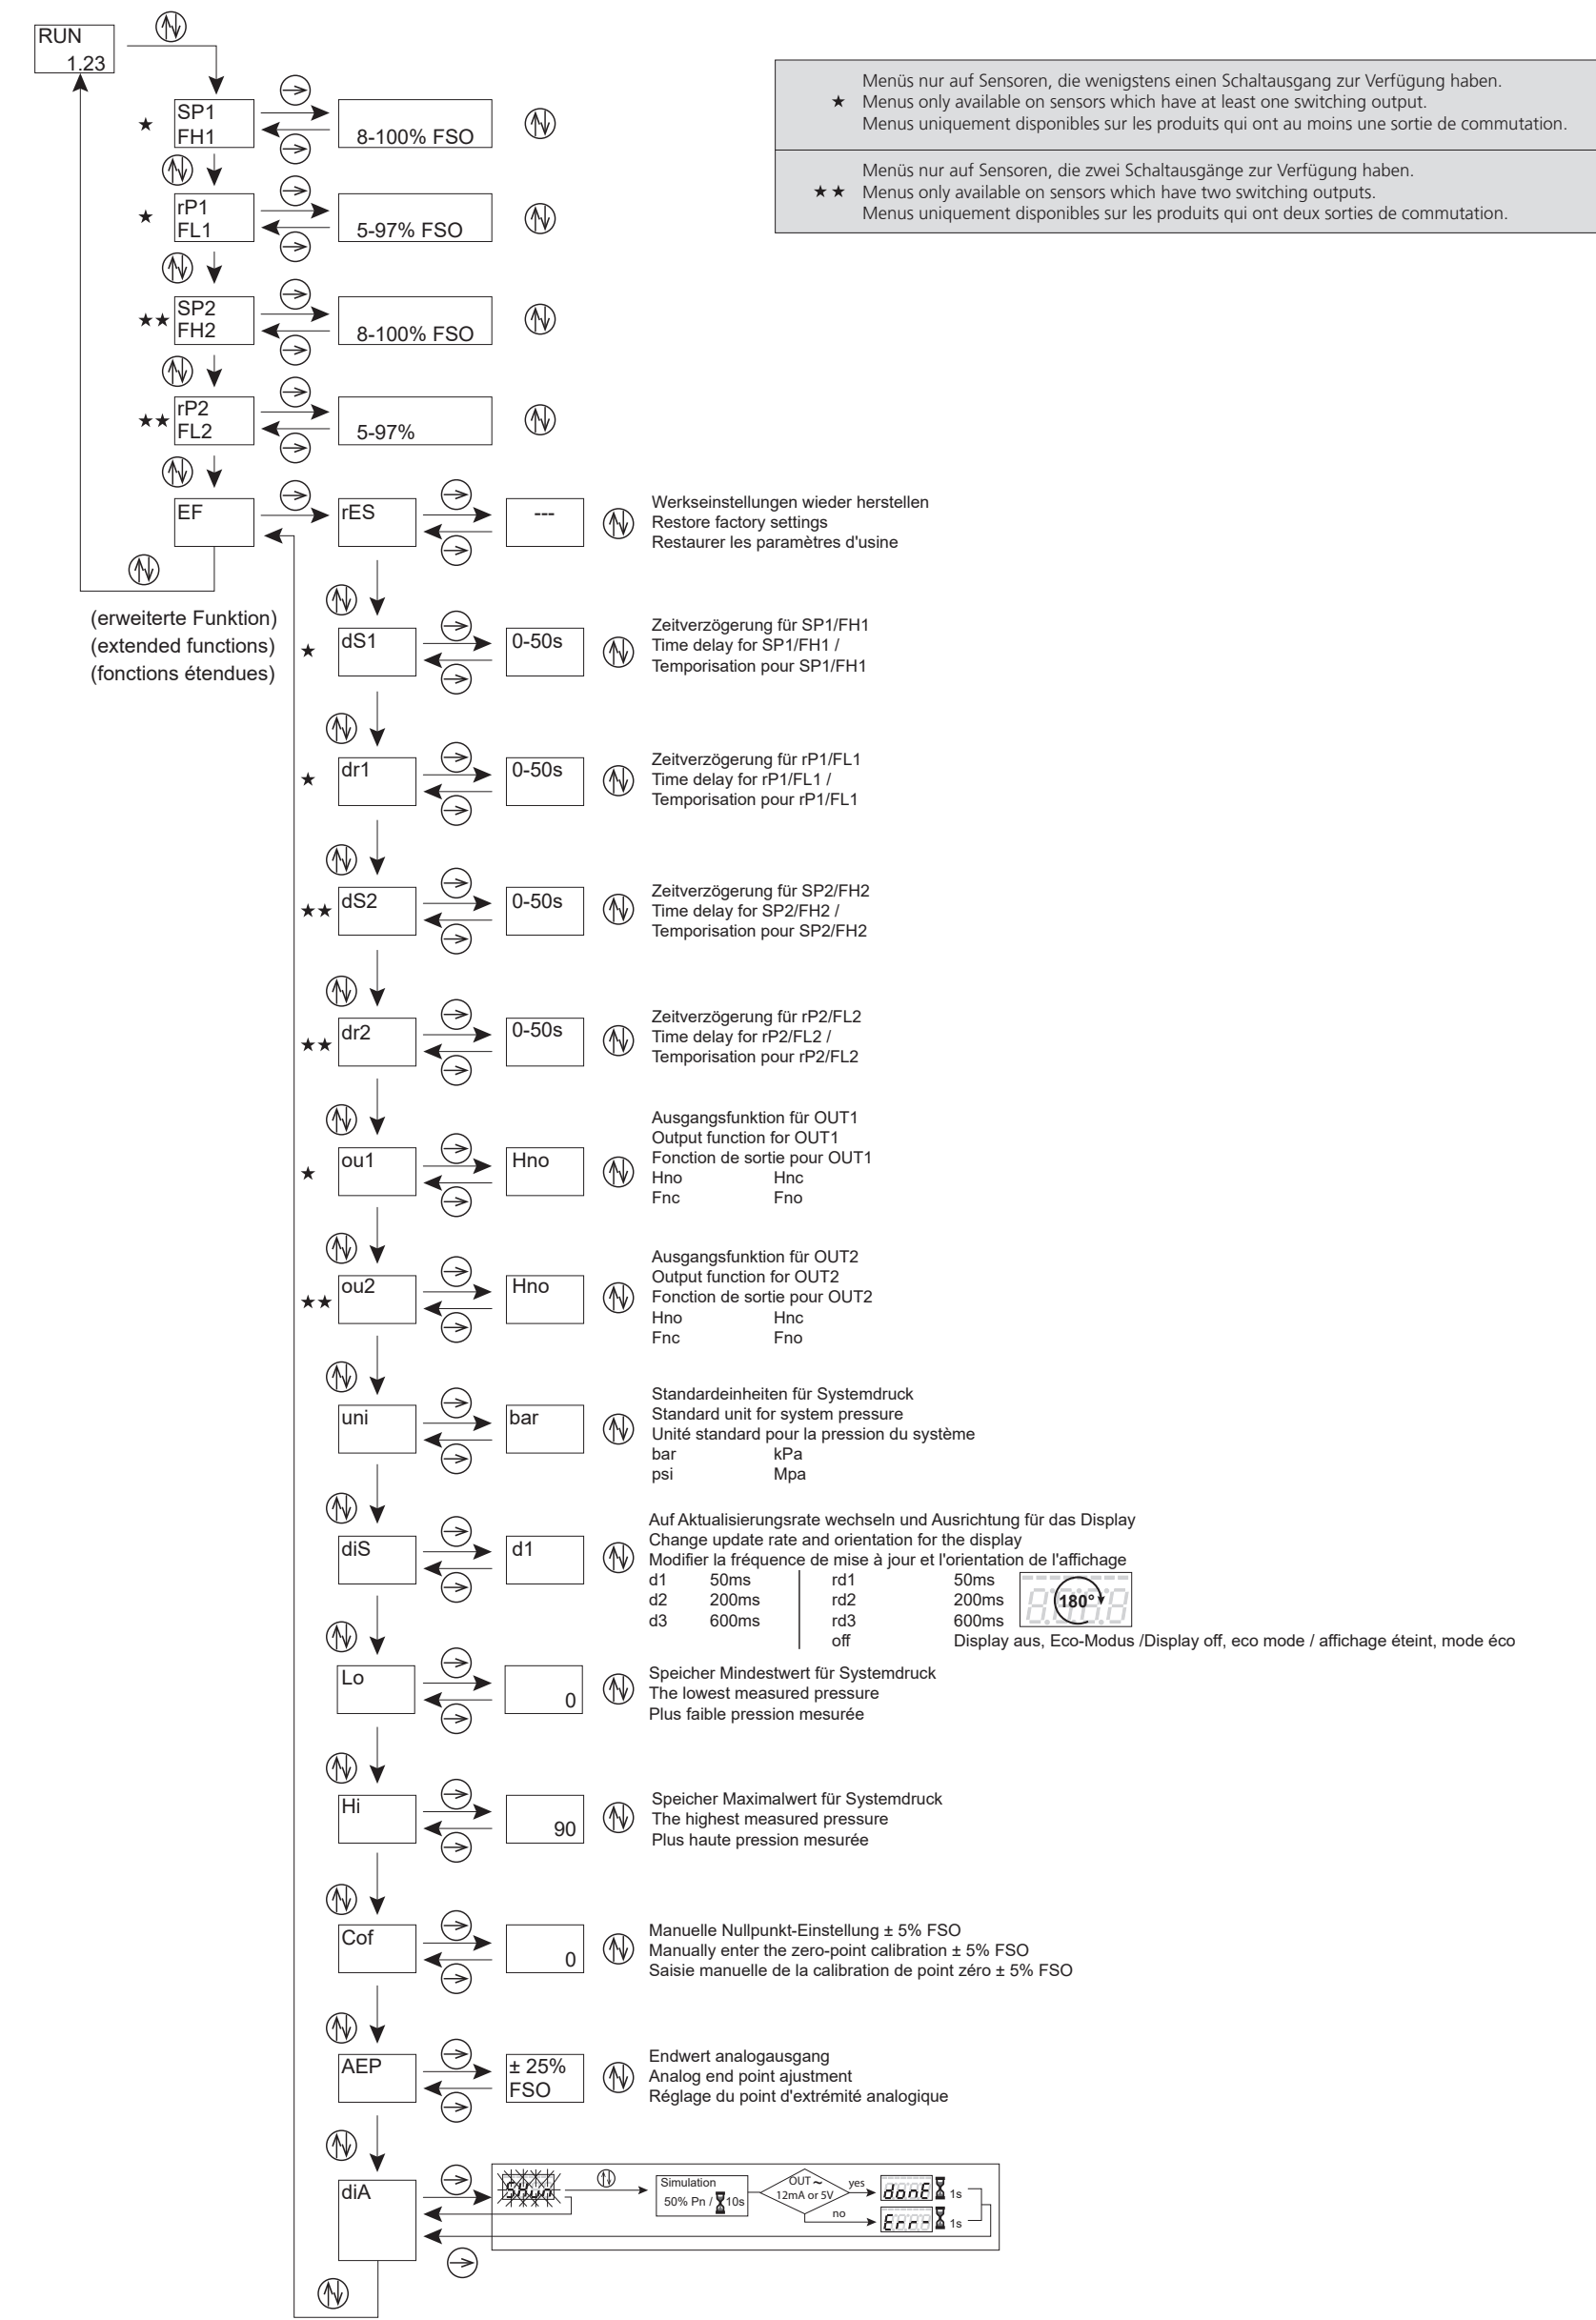 RUN
1.23
Menüs nur auf Sensoren, die wenigstens einen Schaltausgang zur Verfügung haben.
★ Menus only available on sensors which have at least one switching output.
Menus uniquement disponibles sur les produits qui ont au moins une sortie de commutation.
Menüs nur auf Sensoren, die zwei Schaltausgänge zur Verfügung haben.
★★ Menus only available on sensors which have two switching outputs.
Menus uniquement disponibles sur les produits qui ont deux sorties de commutation.
★ SP1
FH1
8-100% FSO
★ rP1
FL1
5-97% FSO
★★ SP2
FH2
8-100% FSO
★★ rP2
FL2
5-97%
EF
(erweiterte Funktion)
(extended functions)
(fonctions étendues)
rES
---
Werkseinstellungen wieder herstellen
Restore factory settings
Restaurer les paramètres d'usine
★ dS1
0-50s
Zeitverzögerung für SP1/FH1
Time delay for SP1/FH1 /
Temporisation pour SP1/FH1
★ dr1
0-50s
Zeitverzögerung für rP1/FL1
Time delay for rP1/FL1 /
Temporisation pour rP1/FL1
★★ dS2
0-50s
Zeitverzögerung für SP2/FH2
Time delay for SP2/FH2 /
Temporisation pour SP2/FH2
★★ dr2
0-50s
Zeitverzögerung für rP2/FL2
Time delay for rP2/FL2 /
Temporisation pour rP2/FL2
★ ou1
Hno
Ausgangsfunktion für OUT1
Output function for OUT1
Fonction de sortie pour OUT1
Hno Hnc
Fnc Fno
★★ ou2
Hno
Ausgangsfunktion für OUT2
Output function for OUT2
Fonction de sortie pour OUT2
Hno Hnc
Fnc Fno
uni
bar
Standardeinheiten für Systemdruck
Standard unit for system pressure
Unité standard pour la pression du système
bar kPa
psi Mpa
diS
d1
Auf Aktualisierungsrate wechseln und Ausrichtung für das Display
Change update rate and orientation for the display
Modifier la fréquence de mise à jour et l'orientation de l'affichage
d1 50ms rd1 50ms
d2 200ms rd2 200ms
d3 600ms rd3 600ms
180°
off Display aus, Eco-Modus /Display off, eco mode / affichage éteint, mode éco
Lo
0
Speicher Mindestwert für Systemdruck
The lowest measured pressure
Plus faible pression mesurée
Hi
90
Speicher Maximalwert für Systemdruck
The highest measured pressure
Plus haute pression mesurée
Cof
0
Manuelle Nullpunkt-Einstellung ± 5% FSO
Manually enter the zero-point calibration ± 5% FSO
Saisie manuelle de la calibration de point zéro ± 5% FSO
AEP
± 25%
FSO
Endwert analogausgang
Analog end point ajustment
Réglage du point d'extrémité analogique
diA
Simulation
50% Pn / 10s
OUT ~
12mA or 5V
yes
donE
1s
no
Err-
1s